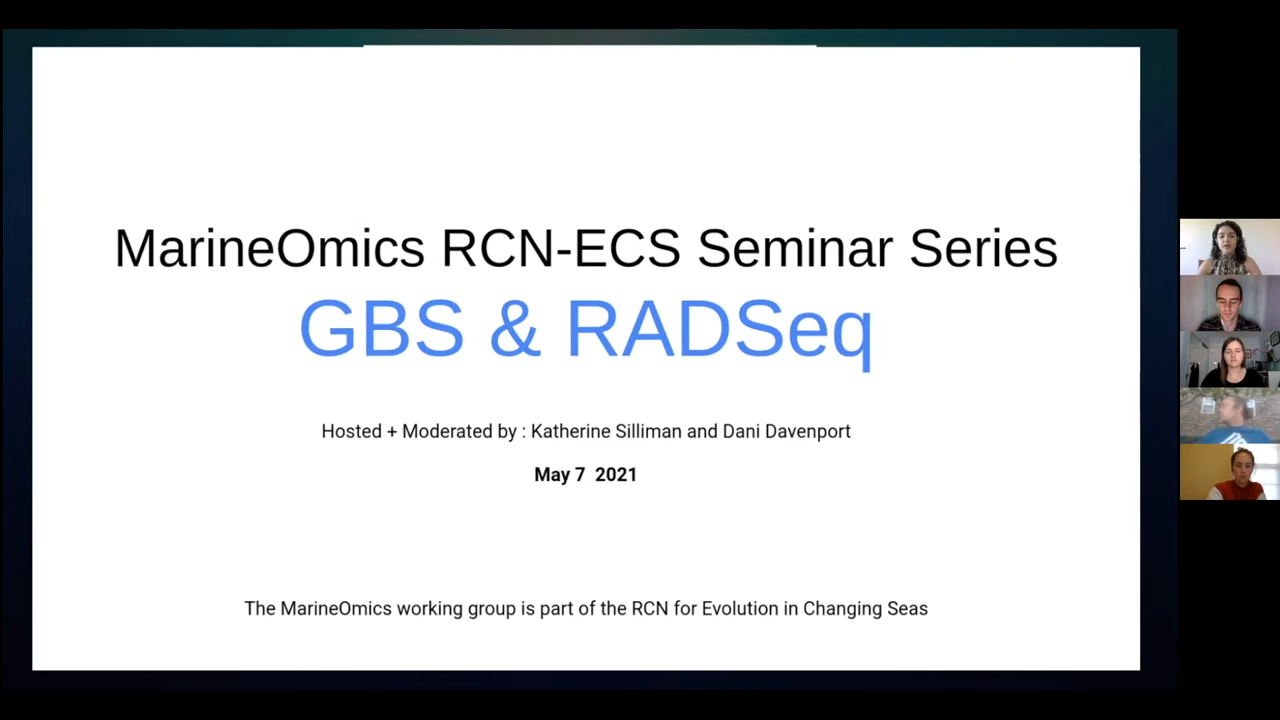 MarineOmics RCN-ECS Seminar Series
GBS & RADSeq
Hosted + Moderated by : Katherine Silliman and Dani Davenport
May 7 2021
The MarineOmics working group is part of the RCN for Evolution in Changing Seas